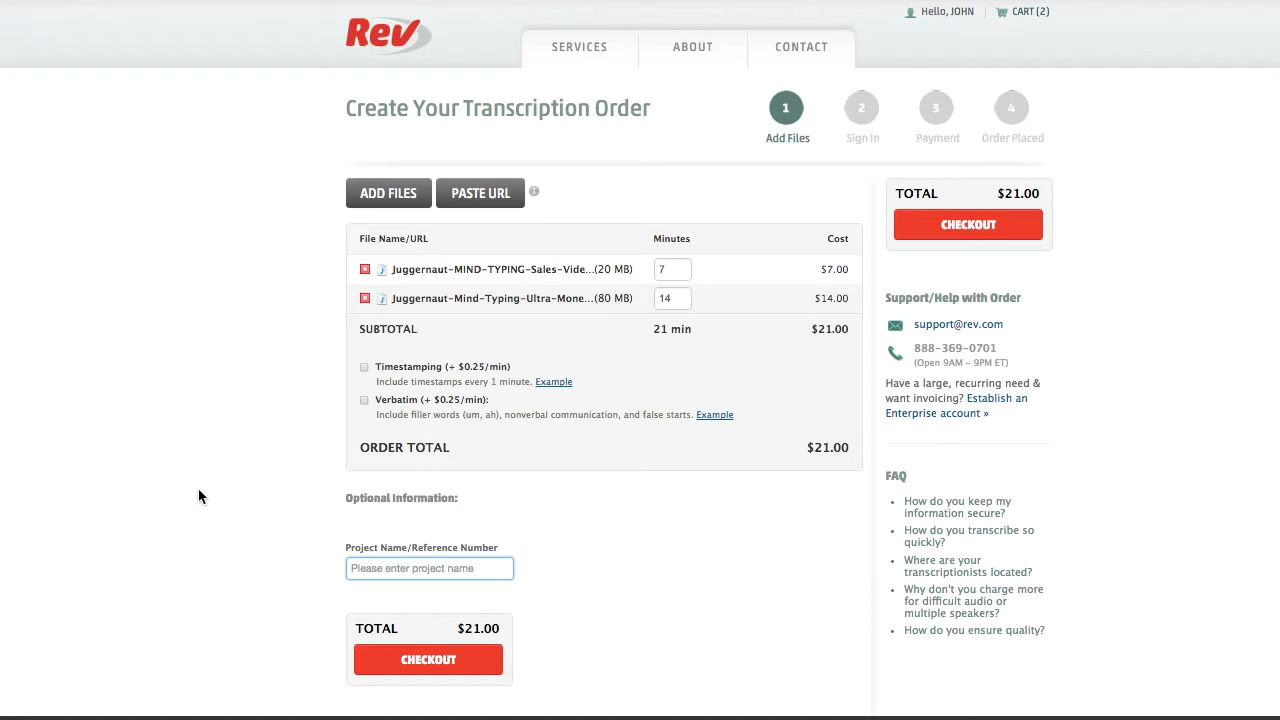 Rev
SERVICES
ABOUT
CONTACT
Hello, JOHN
CART (2)
Create Your Transcription Order
1
2
3
4
Add Files
Sign In
Payment
Order Placed
ADD FILES
PASTE URL
File Name/URL Minutes Cost
Juggernaut-MIND-TYPING-Sales-Vide...(20 MB) 7 $7.00
Juggernaut-Mind-Typing-Ultra-Mone...(80 MB) 14 $14.00
SUBTOTAL 21 min $21.00
Timestamping (+ $0.25/min)
Include timestamps every 1 minute. Example
Verbatim (+ $0.25/min):
Include filler words (um, ah), nonverbal communication, and false starts. Example
ORDER TOTAL $21.00
Optional Information:
Project Name/Reference Number
Please enter project name
TOTAL $21.00
CHECKOUT
TOTAL $21.00
CHECKOUT
Support/Help with Order
support@rev.com
888-369-0701
(Open 9AM - 9PM ET)
Have a large, recurring need &
want invoicing? Establish an
Enterprise account »
FAQ
• How do you keep my
information secure?
• How do you transcribe so
quickly?
• Where are your
transcriptionists located?
• Why don't you charge more
for difficult audio or
multiple speakers?
• How do you ensure quality?